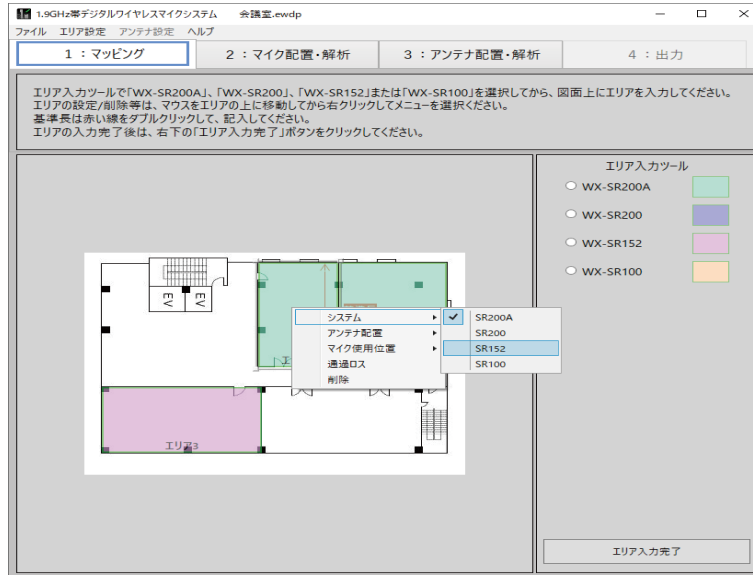 1.9GHz帯デジタルワイヤレスマイクシステム 会議室.ewdp
ファイル エリア設定 アンテナ設定 ヘルプ
1 : マッピング 2 : マイク配置・解析 3 : アンテナ配置・解析 4 : 出力
エリア入力ツールで「WX-SR200A」、「WX-SR200」、「WX-SR152」または「WX-SR100」を選択してから、図面上にエリアを入力してください。
エリアの設定/削除等は、マウスをエリアの上に移動してから右クリックしてメニューを選択ください。
基準長は赤い線をダブルクリックして、記入してください。
エリアの入力完了後は、右下の「エリア入力完了」ボタンをクリックしてください。
エリア入力ツール
WX-SR200A
WX-SR200
WX-SR152
WX-SR100
EV EV
システム
アンテナ配置
マイク使用位置
通過ロス
削除
SR200A
SR200
SR152
SR100
エリア3
エリア入力完了